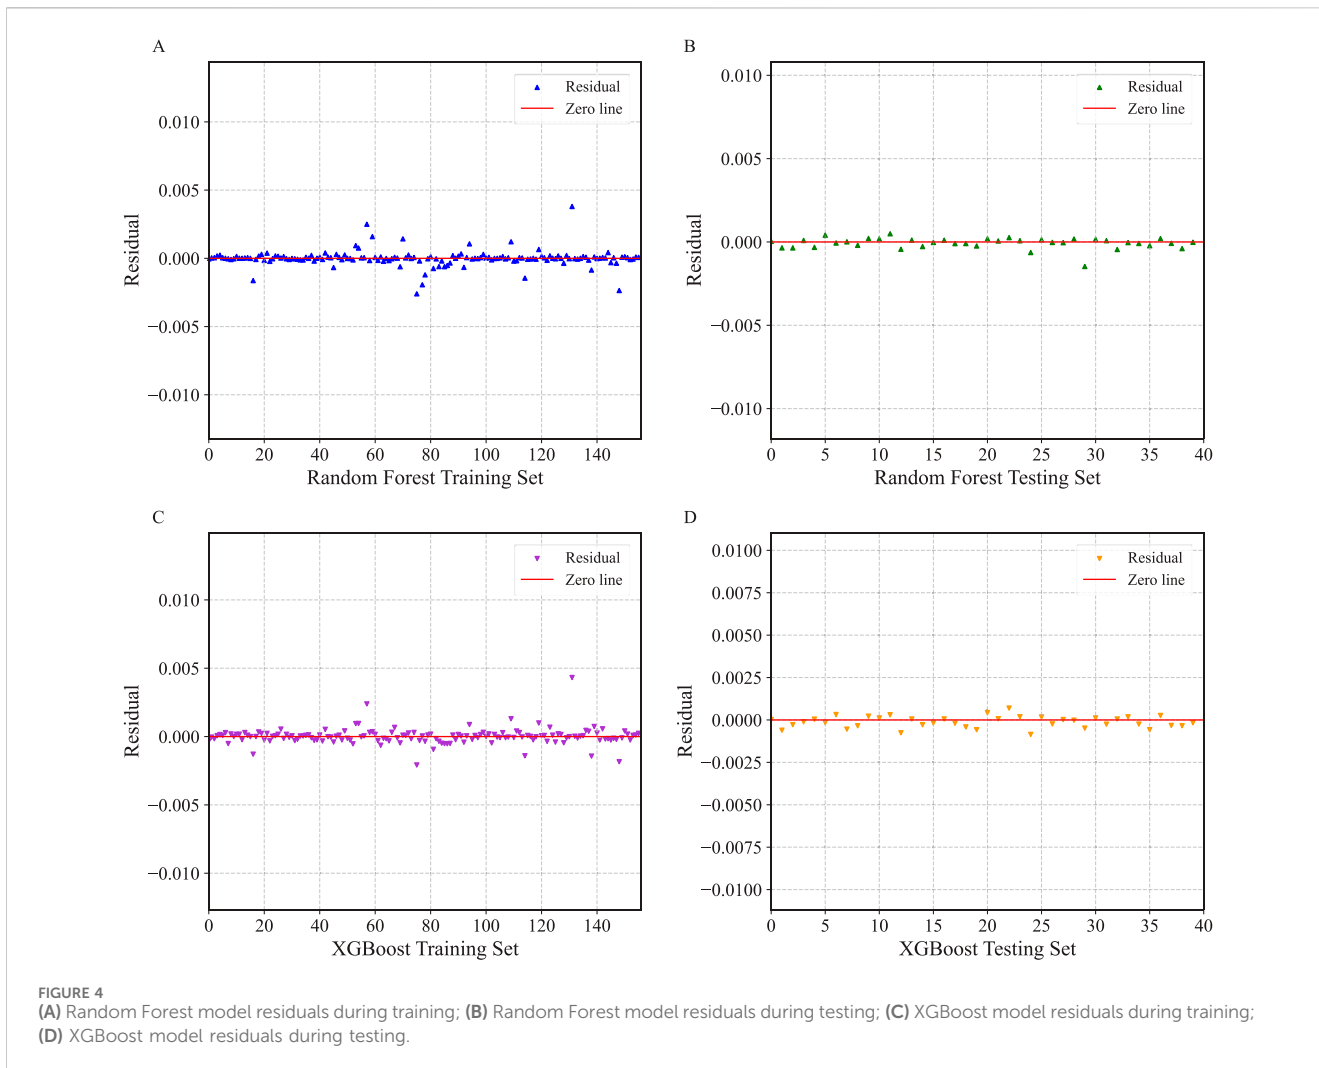 A
Residual
Zero line
0.010
0.005
0.000
−0.005
−0.010
Residual
0 20 40 60 80 100 120 140
Random Forest Training Set
B
Residual
Zero line
0.010
0.005
0.000
−0.005
−0.010
Residual
0 5 10 15 20 25 30 35 40
Random Forest Testing Set
C
Residual
Zero line
0.010
0.005
0.000
−0.005
−0.010
Residual
0 20 40 60 80 100 120 140
XGBoost Training Set
D
Residual
Zero line
0.0100
0.0075
0.0050
0.0025
0.0000
−0.0025
−0.0050
−0.0075
−0.0100
Residual
0 5 10 15 20 25 30 35 40
XGBoost Testing Set
FIGURE 4
(A) Random Forest model residuals during training; (B) Random Forest model residuals during testing; (C) XGBoost model residuals during training;
(D) XGBoost model residuals during testing.